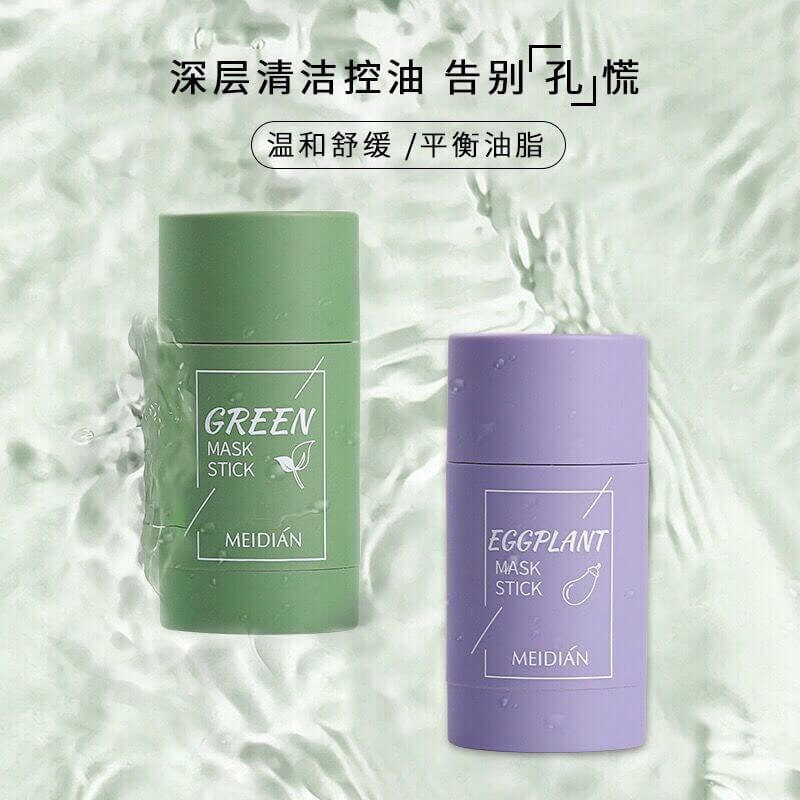 深层清洁控油 告别「孔」慌
温和舒缓 /平衡油脂
GREEN
MASK
STICK
MEIDIÁN
EGGPLANT
MASK
STICK
MEIDIÁN